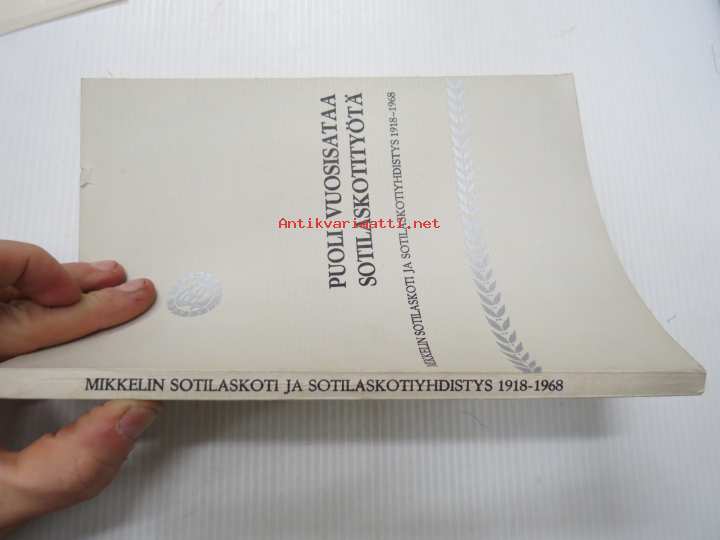 PUOLI VUOSISATAA
SOTILASKOTITYÖTÄ
MIKKELIN SOTILASKOTI JA SOTILASKOTIYHDISTYS 1918-1968
Antikvariaatti.net
MIKKELIN SOTILASKOTI JA SOTILASKOTIYHDISTYS 1918-1968